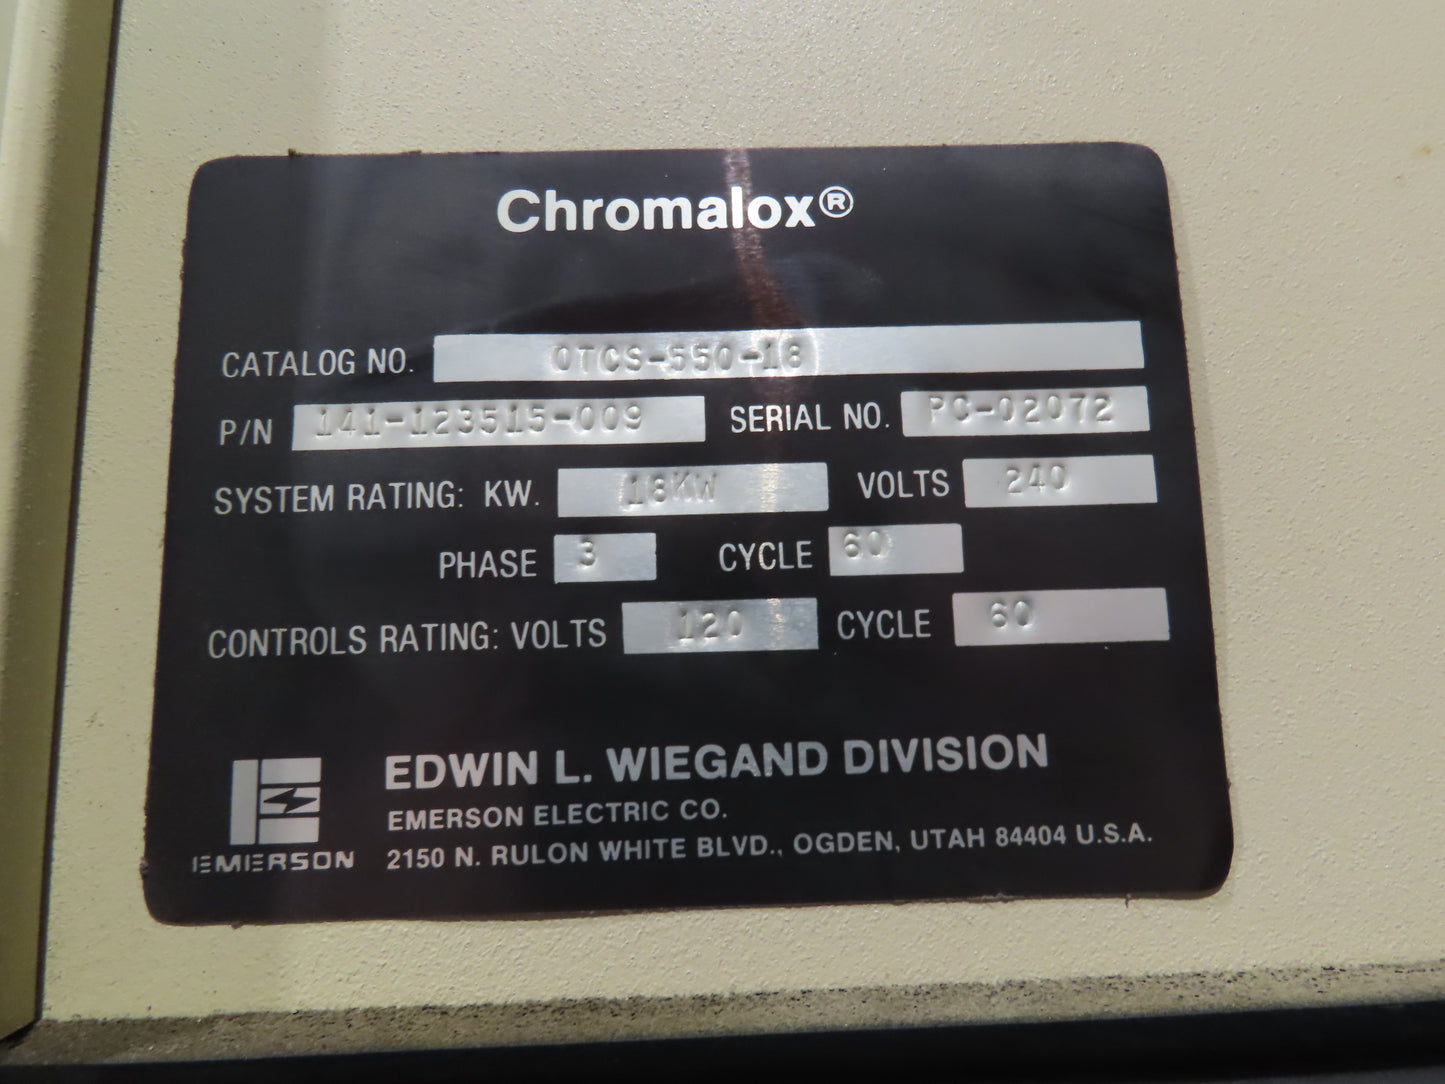 Chromalox®
CATALOG NO. OTCS-550-18
P/N 141-123515-009 SERIAL NO. PC-02072
SYSTEM RATING: KW. 18KW VOLTS 240
PHASE 3 CYCLE 60
CONTROLS RATING: VOLTS 120 CYCLE 60
EDWIN L. WIEGAND DIVISION
EMERSON ELECTRIC CO.
2150 N. RULON WHITE BLVD., OGDEN, UTAH 84404 U.S.A.
EMERSON